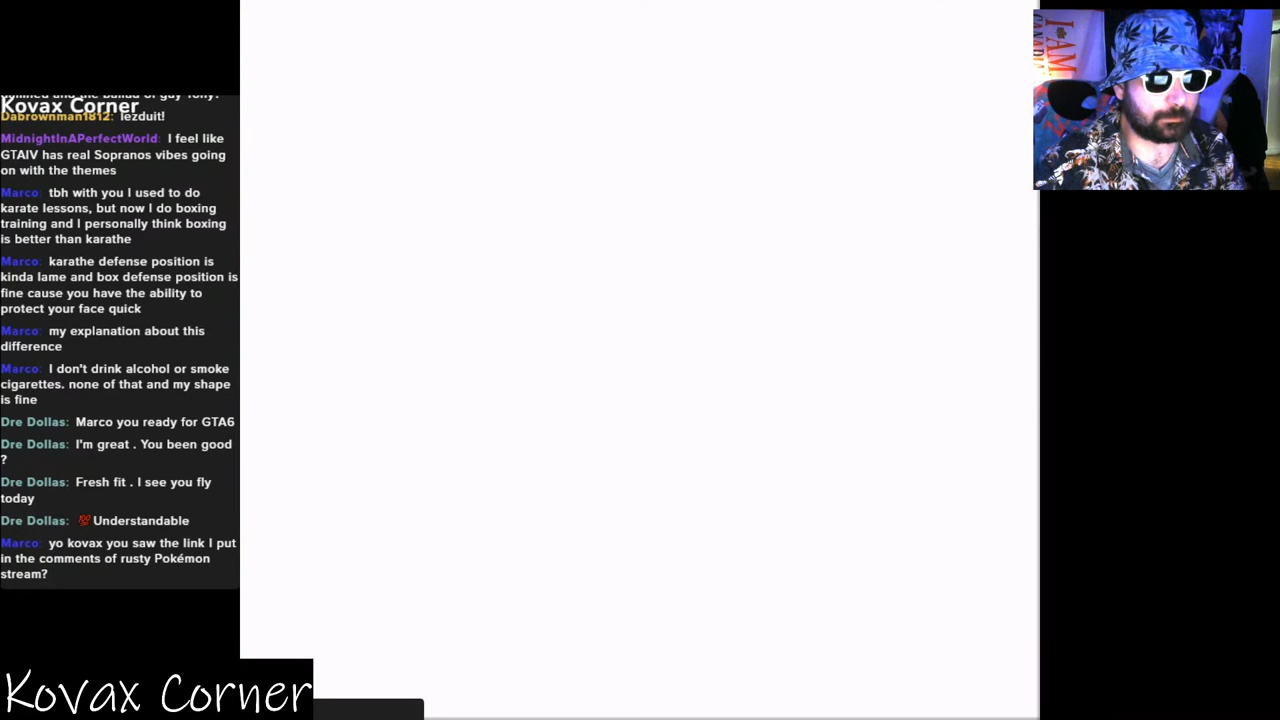 Kovax Corner
Dabrownman1812: lezduit!
MidnightInAPerfectWorld: I feel like
GTAIV has real Sopranos vibes going
on with the themes
Marco: tbh with you I used to do
karate lessons, but now I do boxing
training and I personally think boxing
is better than karathe
Marco: karathe defense position is
kinda lame and box defense position is
fine cause you have the ability to
protect your face quick
Marco: my explanation about this
difference
Marco: I don't drink alcohol or smoke
cigarettes. none of that and my shape
is fine
Dre Dollas: Marco you ready for GTA6
Dre Dollas: I'm great . You been good
?
Dre Dollas: Fresh fit . I see you fly
today
Dre Dollas: 💯Understandable
Marco: yo kovax you saw the link I put
in the comments of rusty Pokémon
stream?
Kovax Corner
I AM